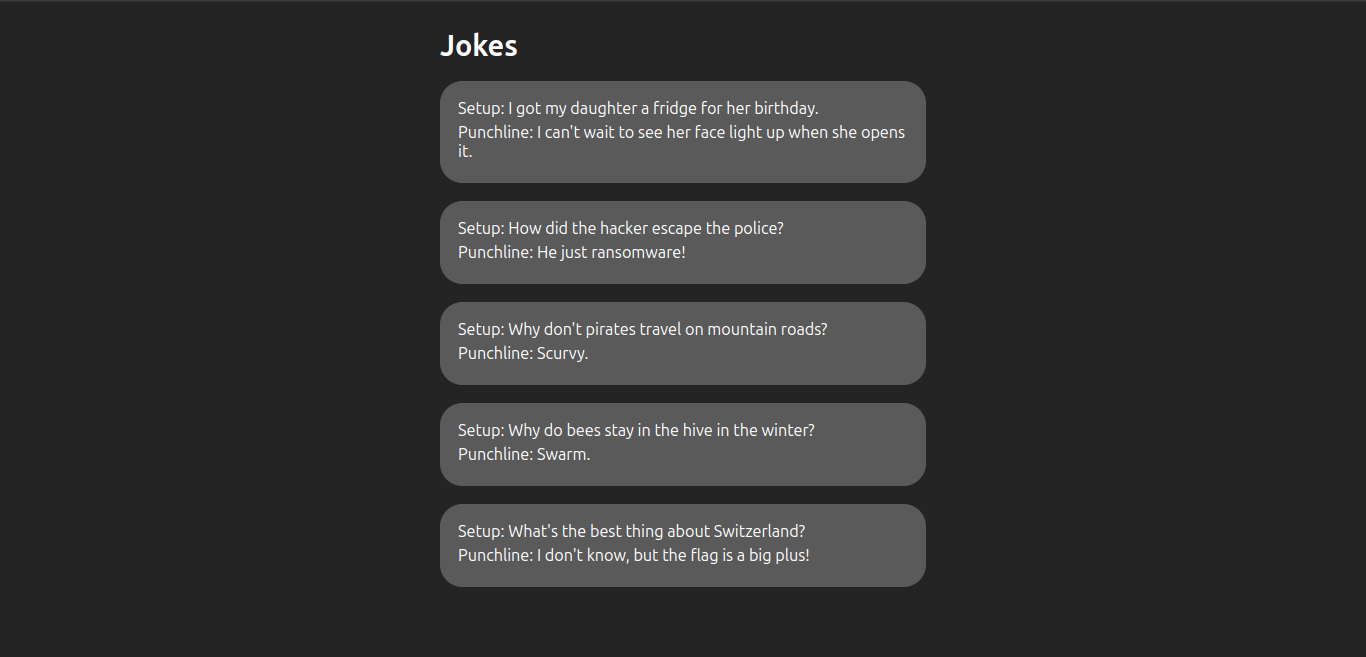 Jokes
Setup: I got my daughter a fridge for her birthday.
Punchline: I can't wait to see her face light up when she opens
it.
Setup: How did the hacker escape the police?
Punchline: He just ransomware!
Setup: Why don't pirates travel on mountain roads?
Punchline: Scurvy.
Setup: Why do bees stay in the hive in the winter?
Punchline: Swarm.
Setup: What's the best thing about Switzerland?
Punchline: I don't know, but the flag is a big plus!